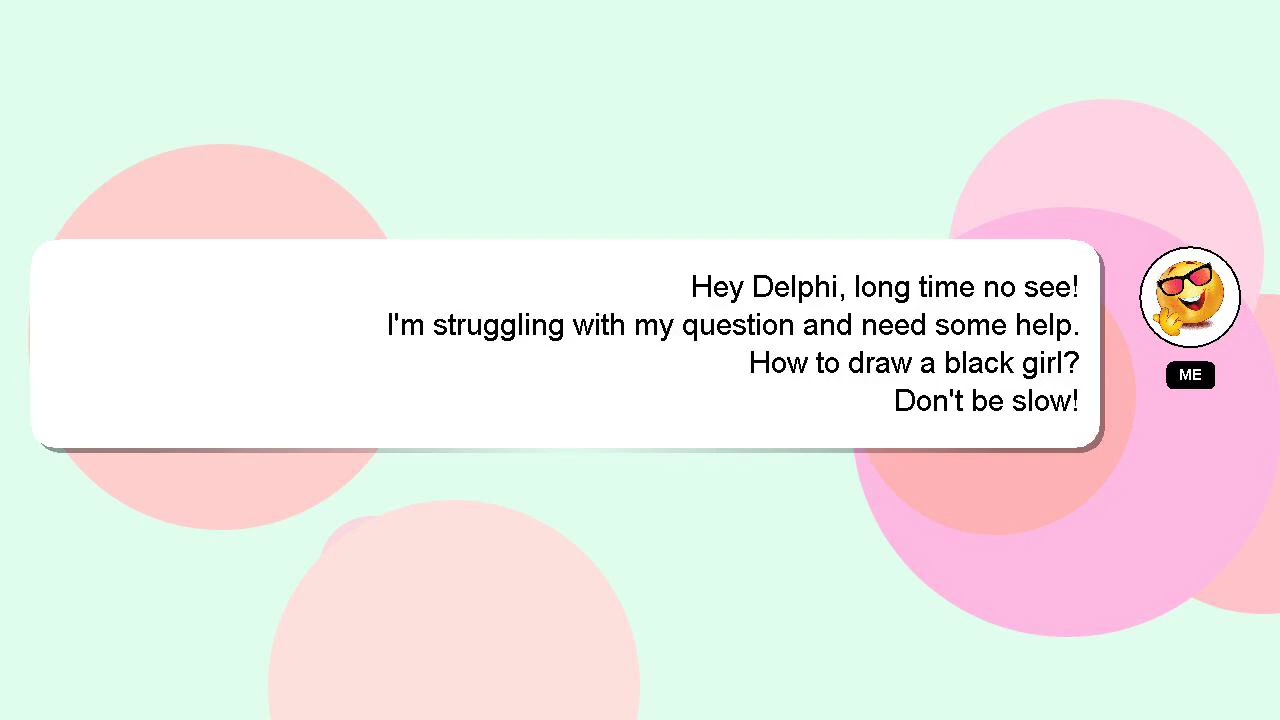 Hey Delphi, long time no see!
I'm struggling with my question and need some help.
How to draw a black girl?
Don't be slow!
ME